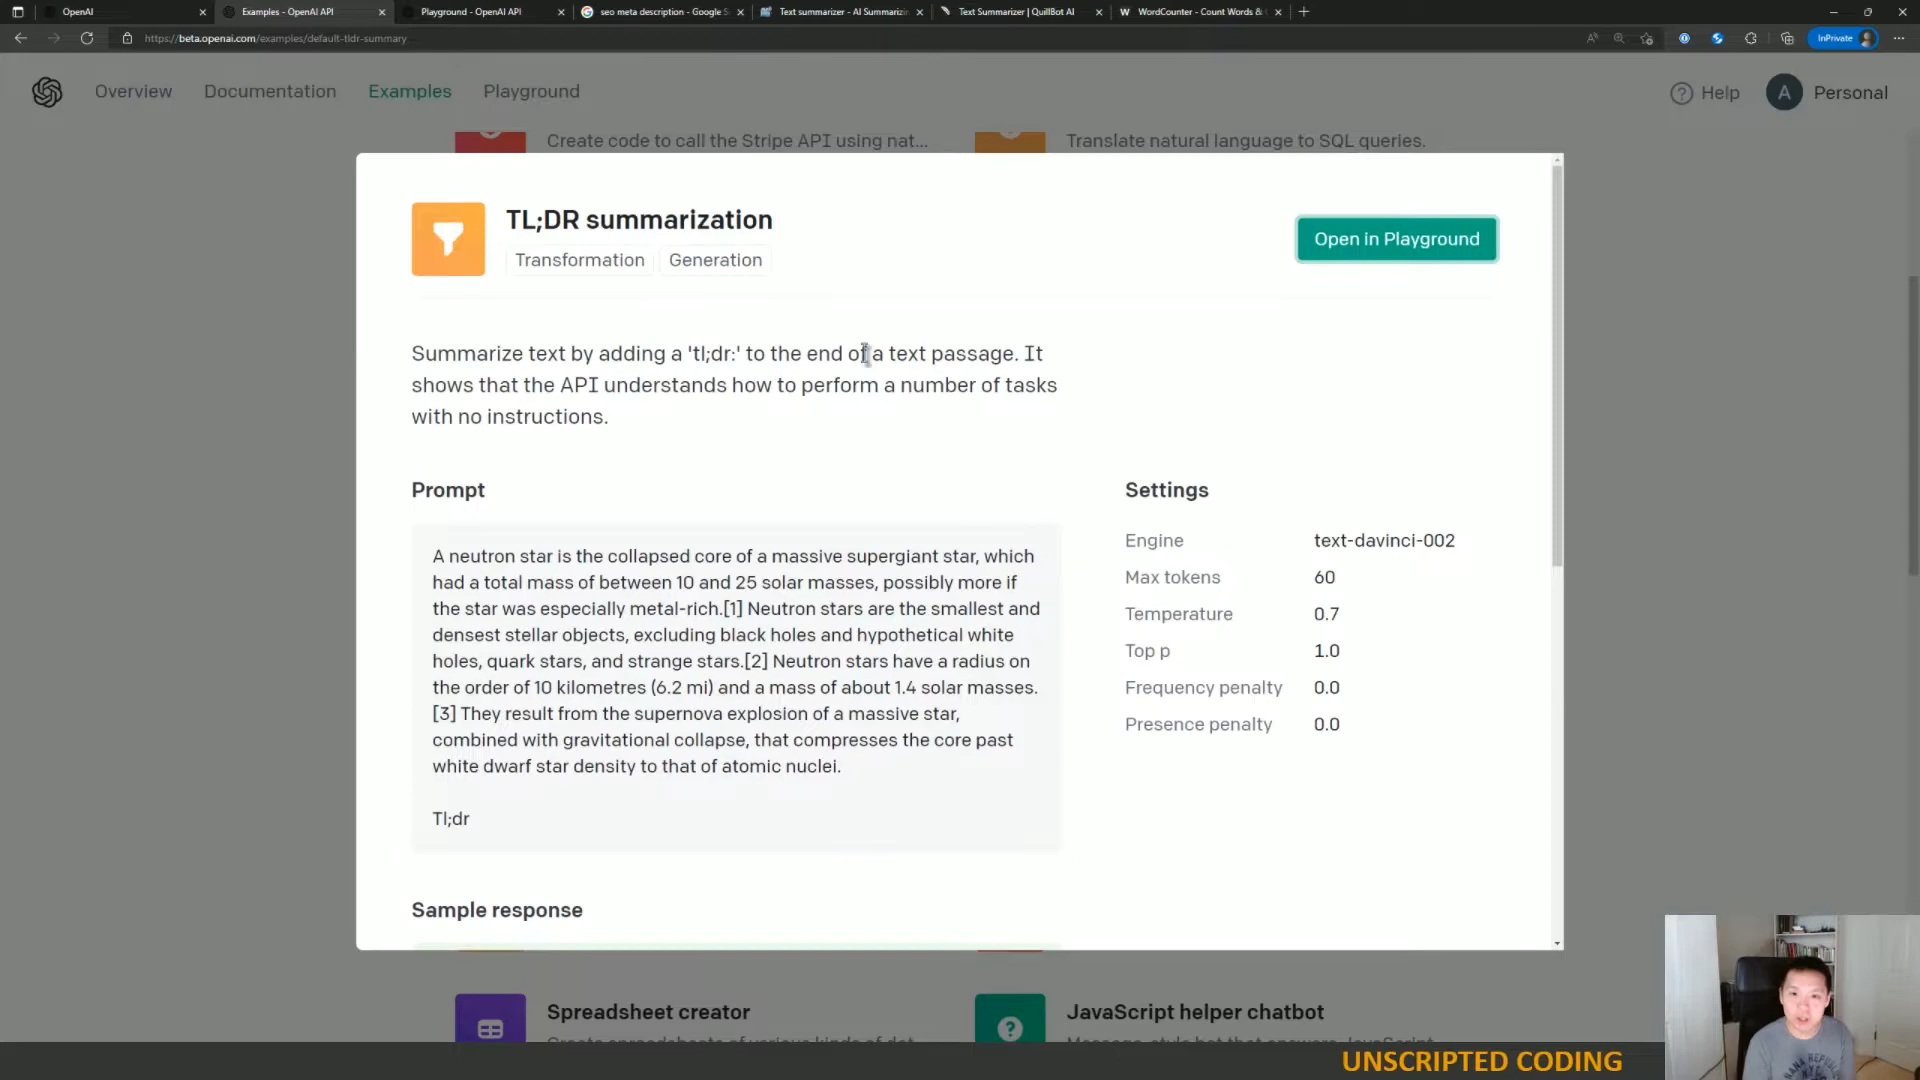 OpenAI
Examples - OpenAI API
Playground - OpenAI API
seo meta description - Google S
Text summarizer - AI Summarizi
Text Summarizer | QuillBot AI
WordCounter - Count Words &
https://beta.openai.com/examples/default-tldr-summary
InPrivate
Overview
Documentation
Examples
Playground
Help
A
Personal
Create code to call the Stripe API using nat...
Translate natural language to SQL queries.
TL;DR summarization
Transformation
Generation
Open in Playground
Summarize text by adding a 'tl;dr:' to the end of a text passage. It
shows that the API understands how to perform a number of tasks
with no instructions.
Prompt
A neutron star is the collapsed core of a massive supergiant star, which
had a total mass of between 10 and 25 solar masses, possibly more if
the star was especially metal-rich.[1] Neutron stars are the smallest and
densest stellar objects, excluding black holes and hypothetical white
holes, quark stars, and strange stars.[2] Neutron stars have a radius on
the order of 10 kilometres (6.2 mi) and a mass of about 1.4 solar masses.
[3] They result from the supernova explosion of a massive star,
combined with gravitational collapse, that compresses the core past
white dwarf star density to that of atomic nuclei.
Tl;dr
Settings
Engine text-davinci-002
Max tokens 60
Temperature 0.7
Top p 1.0
Frequency penalty 0.0
Presence penalty 0.0
Sample response
Spreadsheet creator
JavaScript helper chatbot
UNSCRIPTED CODING